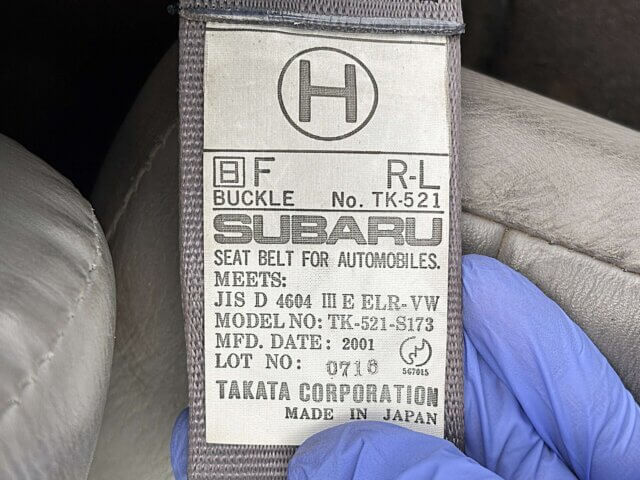 H
日 F R-L
BUCKLE No. TK-521
SUBARU
SEAT BELT FOR AUTOMOBILES.
MEETS:
JIS D 4604 III E ELR-VW
MODEL NO: TK-521-S173
MFD. DATE: 2001
LOT NO: 0716
567015
TAKATA CORPORATION
MADE IN JAPAN